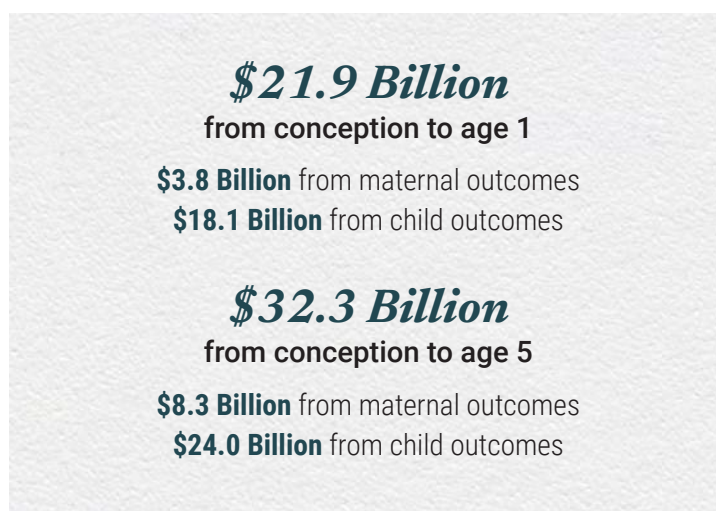 $21.9 Billion
from conception to age 1
$3.8 Billion from maternal outcomes
$18.1 Billion from child outcomes
$32.3 Billion
from conception to age 5
$8.3 Billion from maternal outcomes
$24.0 Billion from child outcomes